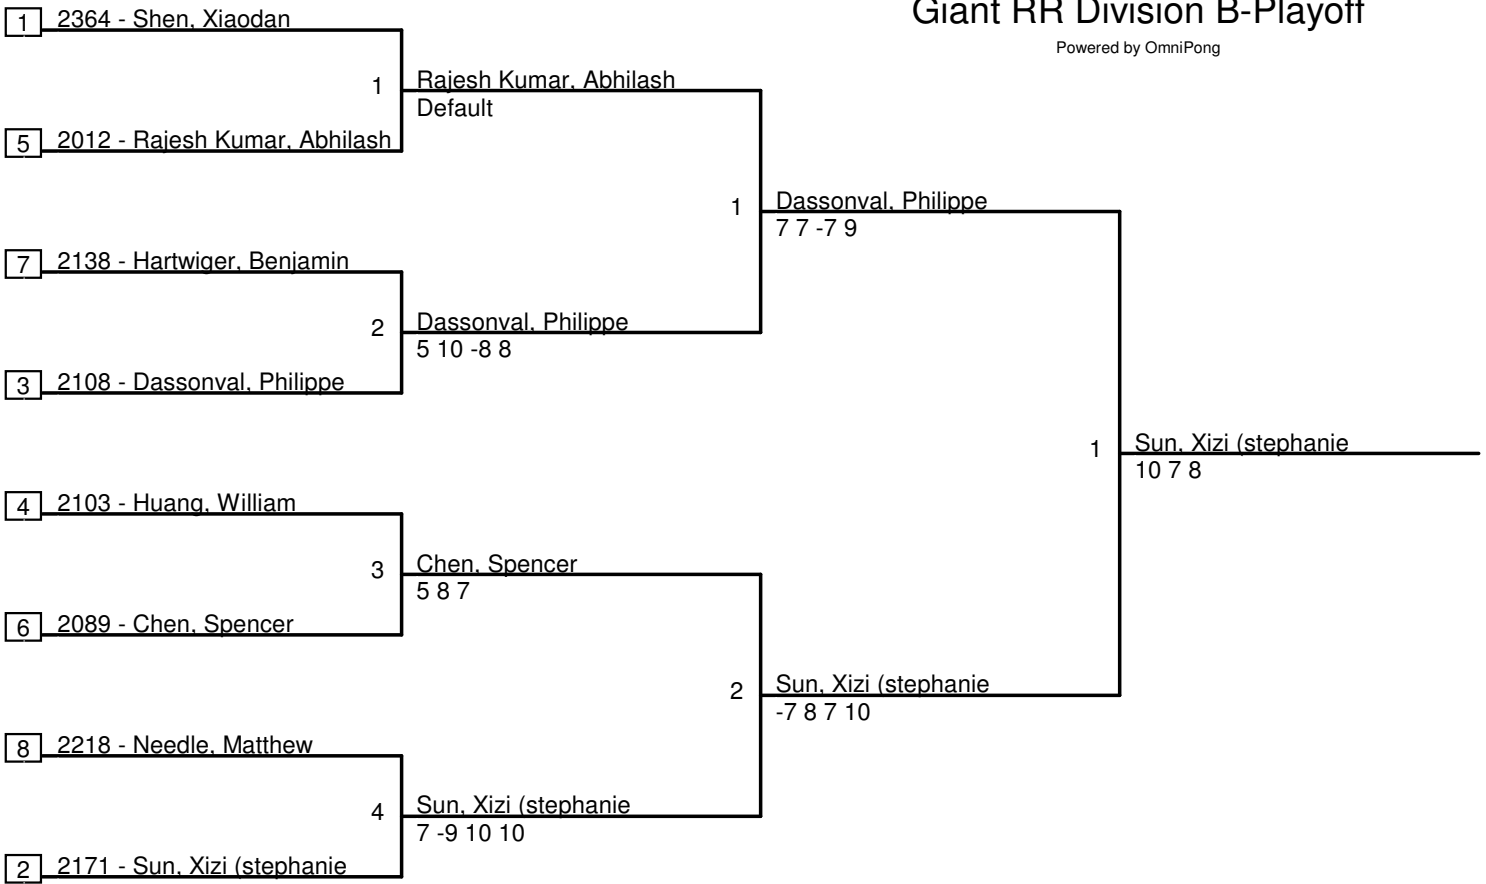 Giant RR Division B-Playoff
Powered by OmniPong
1 2364 - Shen, Xiaodan
1 Rajesh Kumar, Abhilash
Default
5 2012 - Rajesh Kumar, Abhilash
1 Dassonval, Philippe
7 7 -7 9
7 2138 - Hartwiger, Benjamin
2 Dassonval, Philippe
5 10 -8 8
3 2108 - Dassonval, Philippe
1 Sun, Xizi (stephanie
10 7 8
4 2103 - Huang, William
3 Chen, Spencer
5 8 7
6 2089 - Chen, Spencer
2 Sun, Xizi (stephanie
-7 8 7 10
8 2218 - Needle, Matthew
4 Sun, Xizi (stephanie
7 -9 10 10
2 2171 - Sun, Xizi (stephanie